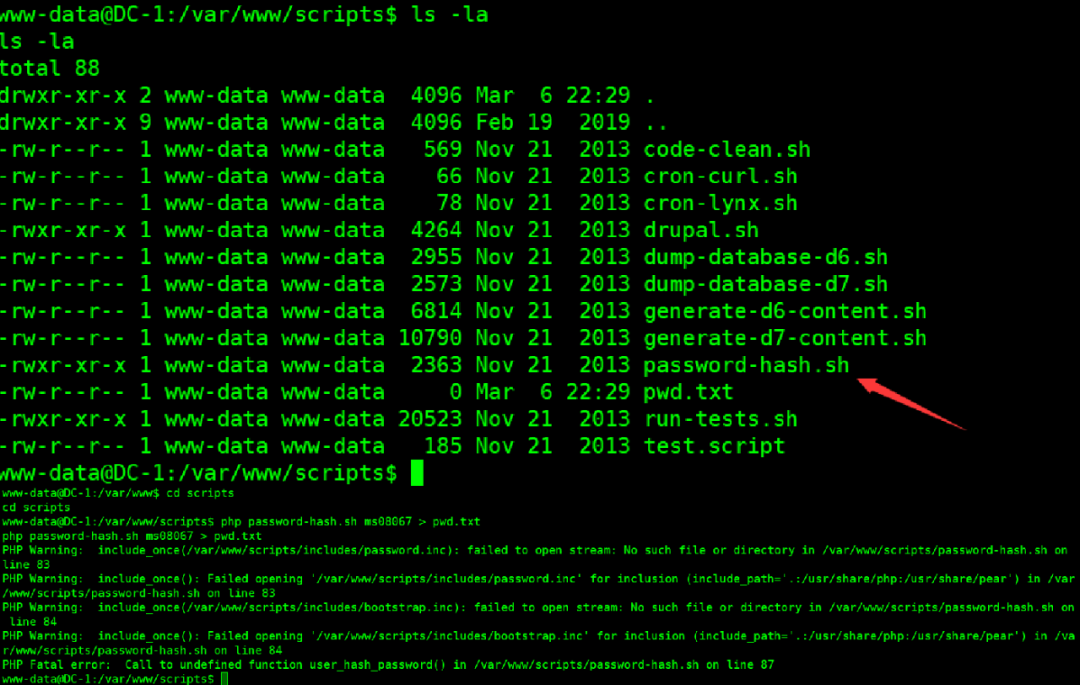 www-data@DC-1:/var/www/scripts$ ls -la
ls -la
total 88
drwxr-xr-x 2 www-data www-data  4096 Mar  6 22:29 .
drwxr-xr-x 9 www-data www-data  4096 Feb 19  2019 ..
-rw-r--r-- 1 www-data www-data   569 Nov 21  2013 code-clean.sh
-rw-r--r-- 1 www-data www-data    66 Nov 21  2013 cron-curl.sh
-rw-r--r-- 1 www-data www-data    78 Nov 21  2013 cron-lynx.sh
-rwxr-xr-x 1 www-data www-data  4264 Nov 21  2013 drupal.sh
-rw-r--r-- 1 www-data www-data  2955 Nov 21  2013 dump-database-d6.sh
-rw-r--r-- 1 www-data www-data  2573 Nov 21  2013 dump-database-d7.sh
-rw-r--r-- 1 www-data www-data  6814 Nov 21  2013 generate-d6-content.sh
-rw-r--r-- 1 www-data www-data 10790 Nov 21  2013 generate-d7-content.sh
-rwxr-xr-x 1 www-data www-data  2363 Nov 21  2013 password-hash.sh
-rw-r--r-- 1 www-data www-data     0 Mar  6 22:29 pwd.txt
-rwxr-xr-x 1 www-data www-data 20523 Nov 21  2013 run-tests.sh
-rw-r--r-- 1 www-data www-data   185 Nov 21  2013 test.script
www-data@DC-1:/var/www/scripts$
www-data@DC-1:/var/www$ cd scripts
cd scripts
www-data@DC-1:/var/www/scripts$ php password-hash.sh ms08067 > pwd.txt
php password-hash.sh ms08067 > pwd.txt
PHP Warning:  include_once(/var/www/scripts/includes/password.inc): failed to open stream: No such file or directory in /var/www/scripts/password-hash.sh on
line 83
PHP Warning:  include_once(): Failed opening '/var/www/scripts/includes/password.inc' for inclusion (include_path='.:/usr/share/php:/usr/share/pear') in /var
/www/scripts/password-hash.sh on line 83
PHP Warning:  include_once(/var/www/scripts/includes/bootstrap.inc): failed to open stream: No such file or directory in /var/www/scripts/password-hash.sh on
line 84
PHP Warning:  include_once(): Failed opening '/var/www/scripts/includes/bootstrap.inc' for inclusion (include_path='.:/usr/share/php:/usr/share/pear') in /va
r/www/scripts/password-hash.sh on line 84
PHP Fatal error:  Call to undefined function user_hash_password() in /var/www/scripts/password-hash.sh on line 87
www-data@DC-1:/var/www/scripts$